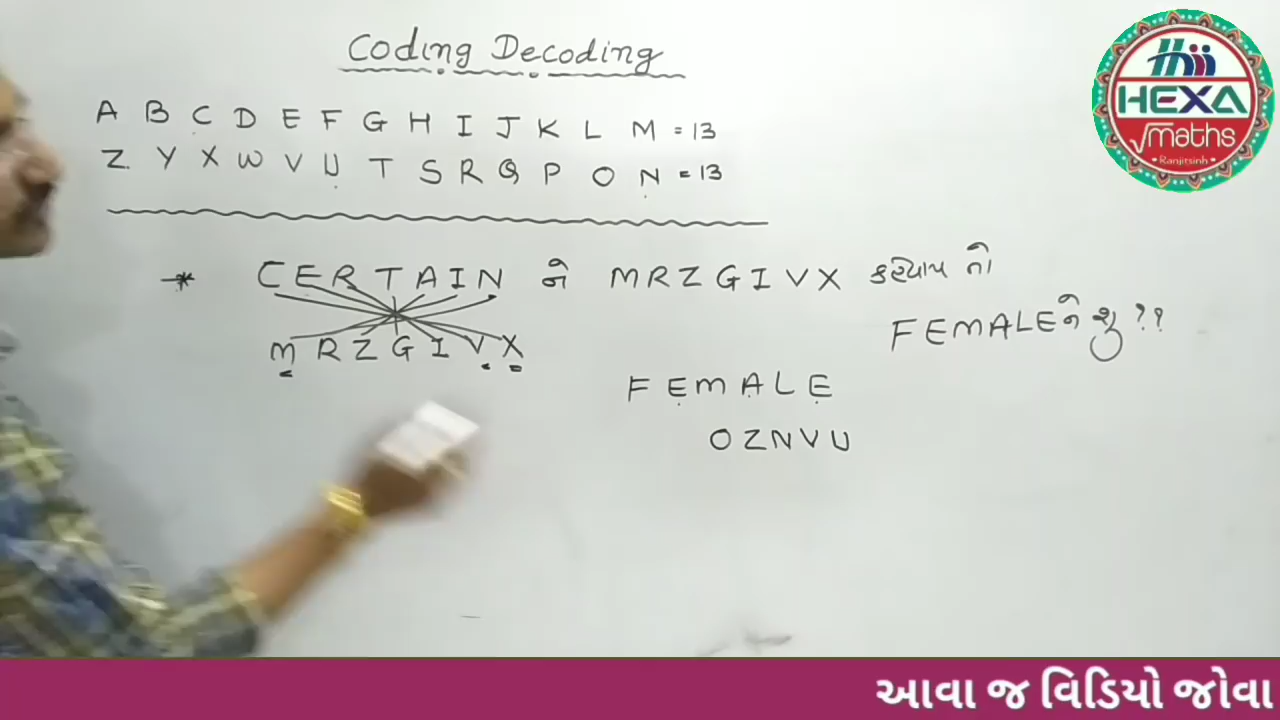 Coding Decoding
A B C D E F G H I J K L M = 13
Z Y X W V U T S R Q P O N = 13
* CERTAIN ને MRZGIVX કહેવાય તો
FEMALE ને શું ??
MRZGIVX
FEMALE
OZNVU
HEXA
√maths
Ranjitsinh
આવા જ વિડિયો જોવા